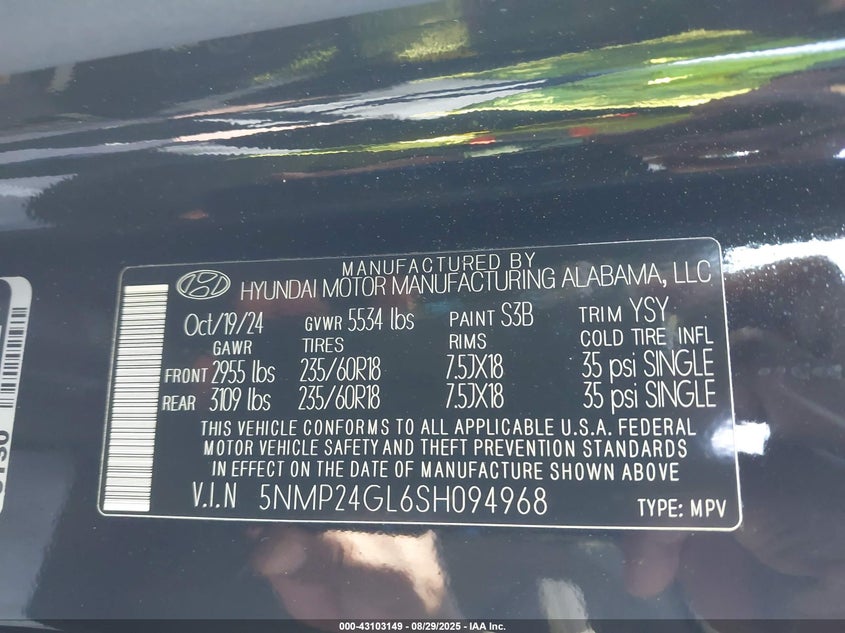 MANUFACTURED BY
HYUNDAI MOTOR MANUFACTURING ALABAMA, LLC
Oct/19/24 GVWR 5534 lbs PAINT S3B TRIM YSY
GAWR TIRES RIMS COLD TIRE INFL
FRONT 2955 lbs 235/60R18 7.5JX18 35 psi SINGLE
REAR 3109 lbs 235/60R18 7.5JX18 35 psi SINGLE
THIS VEHICLE CONFORMS TO ALL APPLICABLE U.S.A. FEDERAL
MOTOR VEHICLE SAFETY AND THEFT PREVENTION STANDARDS
IN EFFECT ON THE DATE OF MANUFACTURE SHOWN ABOVE
V.I.N 5NMP24GL6SH094968 TYPE: MPV
000-43103149 - 08/29/2025 - IAA Inc.